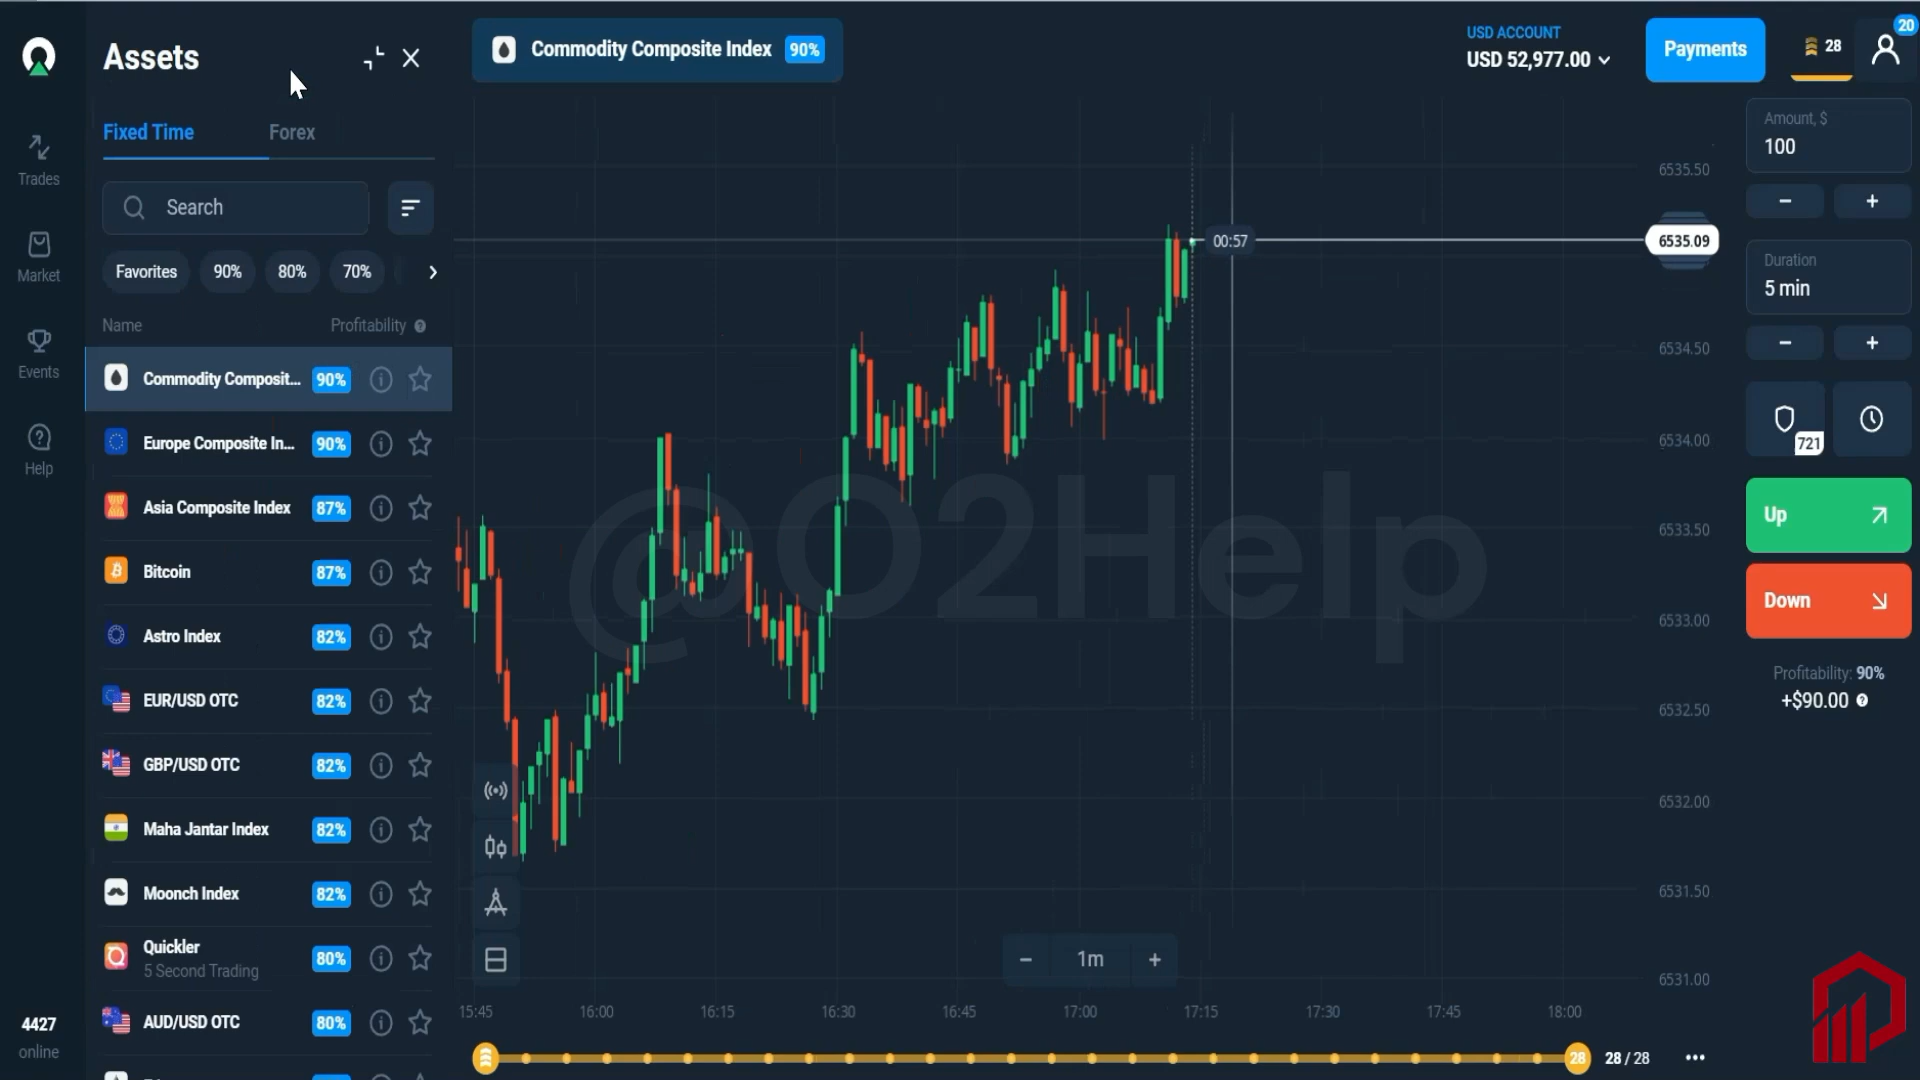 Assets
Commodity Composite Index 90%
USD ACCOUNT
USD 52,977.00
Payments
28
20
Trades
Market
Events
Help
4427
online
Fixed Time
Forex
Search
Favorites
90%
80%
70%
Name
Profitability
Commodity Composit... 90%
Europe Composite In... 90%
Asia Composite Index 87%
Bitcoin 87%
Astro Index 82%
EUR/USD OTC 82%
GBP/USD OTC 82%
Maha Jantar Index 82%
Moonch Index 82%
Quickler 80%
5 Second Trading
AUD/USD OTC 80%
@O2Help
00:57
6535.50
6535.09
6534.50
6534.00
6533.50
6533.00
6532.50
6532.00
6531.50
6531.00
− 1m +
15:45 16:00 16:15 16:30 16:45 17:00 17:15 17:30 17:45 18:00
28
28 / 28
Amount, $
100
− +
Duration
5 min
− +
721
Up
Down
Profitability: 90%
+$90.00